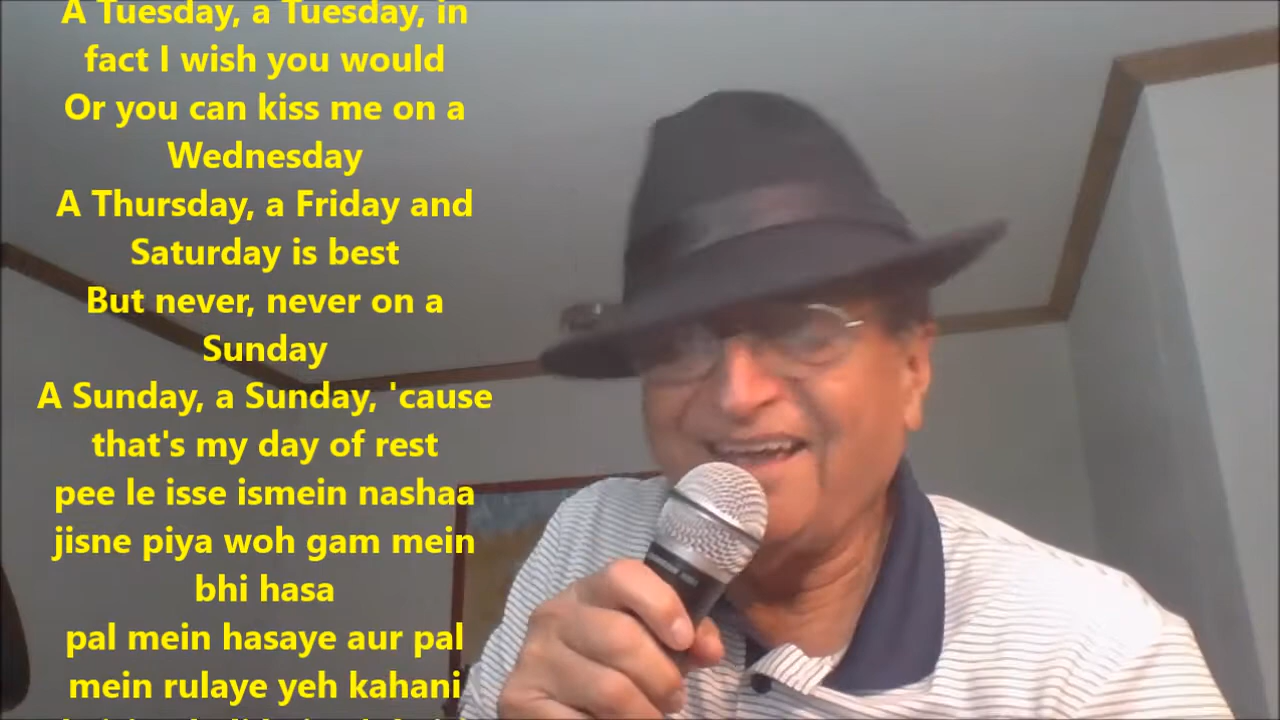 A Tuesday, a Tuesday, in
fact I wish you would
Or you can kiss me on a
Wednesday
A Thursday, a Friday and
Saturday is best
But never, never on a
Sunday
A Sunday, a Sunday, 'cause
that's my day of rest
pee le isse ismein nashaa
jisne piya woh gam mein
bhi hasa
pal mein hasaye aur pal
mein rulaye yeh kahani